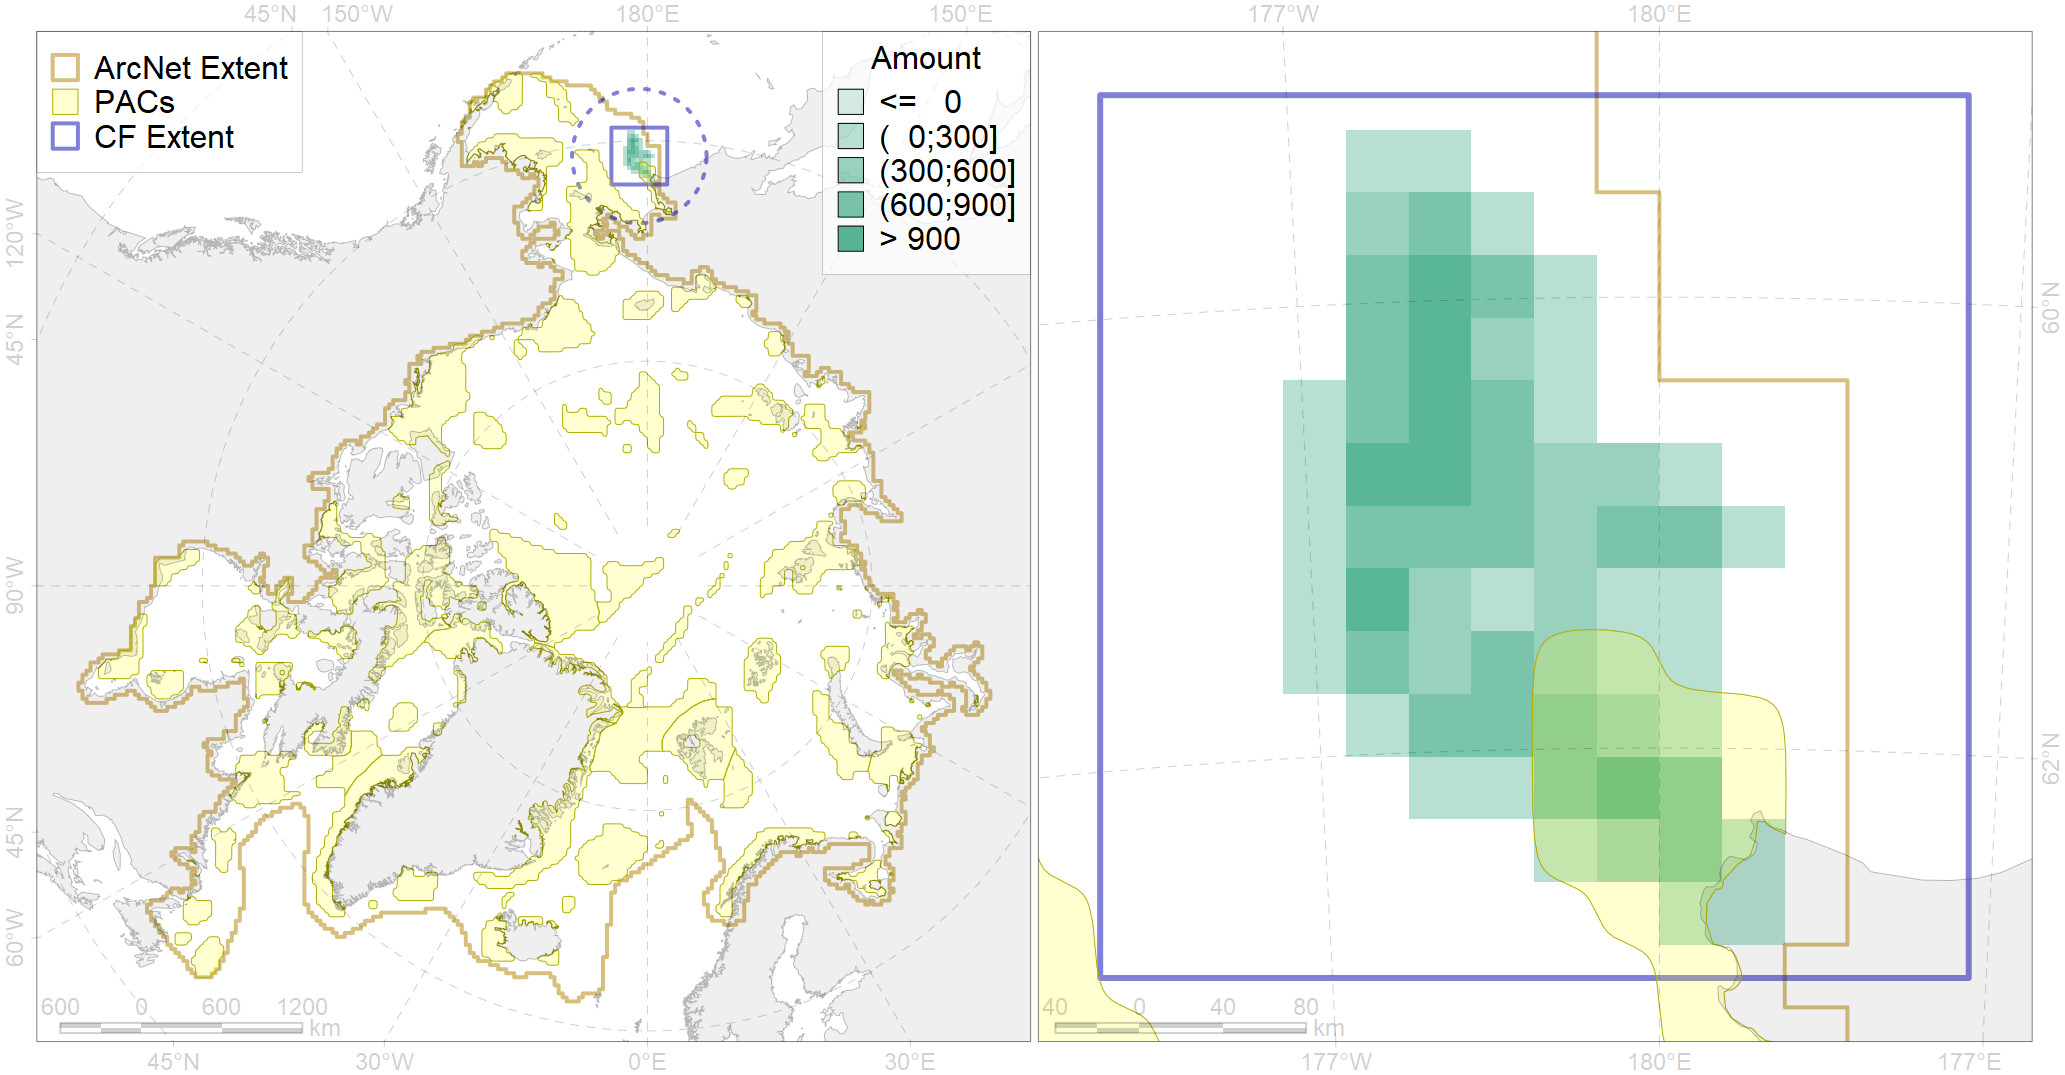 45°N 150°W 180°E 150°E 177°W 180°E
ArcNet Extent
PACs
CF Extent
Amount
<= 0
( 0;300]
(300;600]
(600;900]
> 900
120°W
45°N
90°W
45°N
60°W
60°N
62°N
600 0 600 1200
km
40 0 40 80
km
45°N 30°W 0°E 30°E 177°W 180°E 177°E